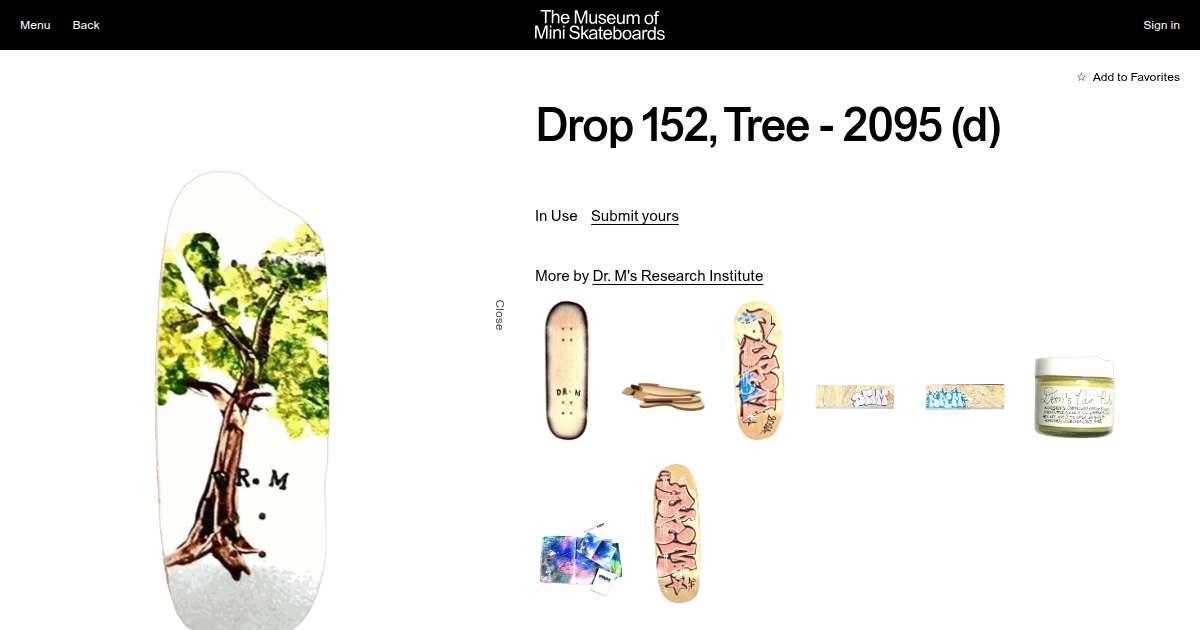 Menu
Back
The Museum of
Mini Skateboards
Sign in
☆ Add to Favorites
Drop 152, Tree - 2095 (d)
In Use Submit yours
More by Dr. M's Research Institute
Close
DR. M
DR. M